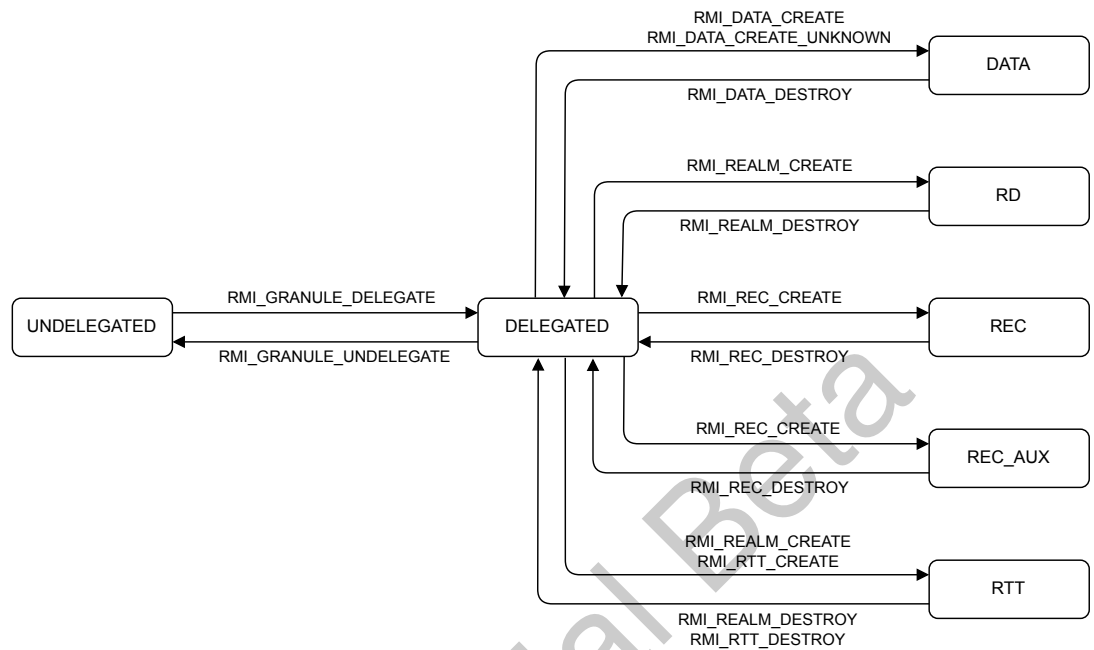 RMI_DATA_CREATE
RMI_DATA_CREATE_UNKNOWN
DATA
RMI_DATA_DESTROY
RMI_REALM_CREATE
RD
RMI_REALM_DESTROY
UNDELEGATED
RMI_GRANULE_DELEGATE
RMI_GRANULE_UNDELEGATE
DELEGATED
RMI_REC_CREATE
REC
RMI_REC_DESTROY
RMI_REC_CREATE
REC_AUX
RMI_REC_DESTROY
RMI_REALM_CREATE
RMI_RTT_CREATE
RTT
RMI_REALM_DESTROY
RMI_RTT_DESTROY
Beta